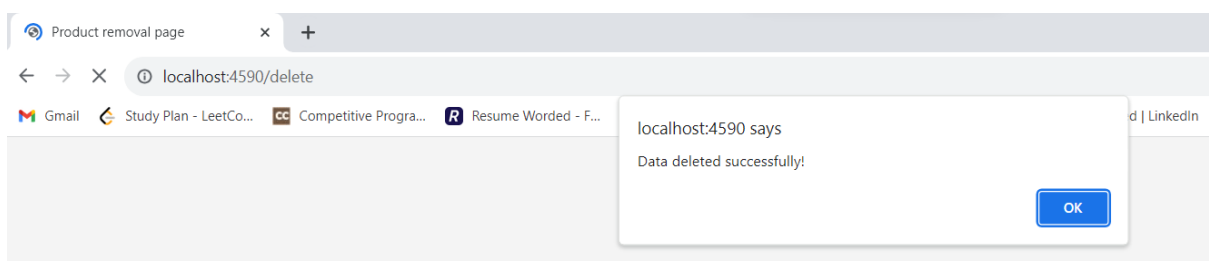 Product removal page
localhost:4590/delete
Gmail Study Plan - LeetCo... CC Competitive Progra... R Resume Worded - F... d | LinkedIn
localhost:4590 says
Data deleted successfully!
OK